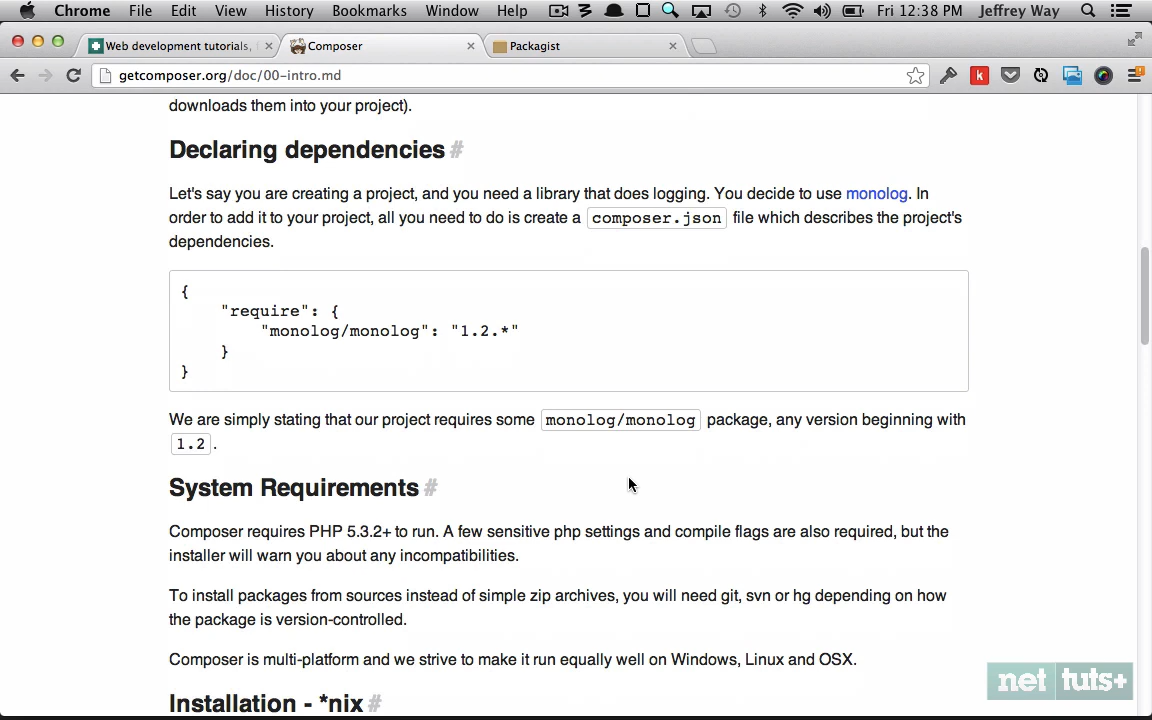 Chrome File Edit View History Bookmarks Window Help Fri 12:38 PM Jeffrey Way
Web development tutorials, Composer Packagist
getcomposer.org/doc/00-intro.md
downloads them into your project).
Declaring dependencies #
Let's say you are creating a project, and you need a library that does logging. You decide to use monolog. In
order to add it to your project, all you need to do is create a composer.json file which describes the project's
dependencies.
{
"require": {
"monolog/monolog": "1.2.*"
}
}
We are simply stating that our project requires some monolog/monolog package, any version beginning with
1.2 .
System Requirements #
Composer requires PHP 5.3.2+ to run. A few sensitive php settings and compile flags are also required, but the
installer will warn you about any incompatibilities.
To install packages from sources instead of simple zip archives, you will need git, svn or hg depending on how
the package is version-controlled.
Composer is multi-platform and we strive to make it run equally well on Windows, Linux and OSX.
Installation - *nix #
net tuts+